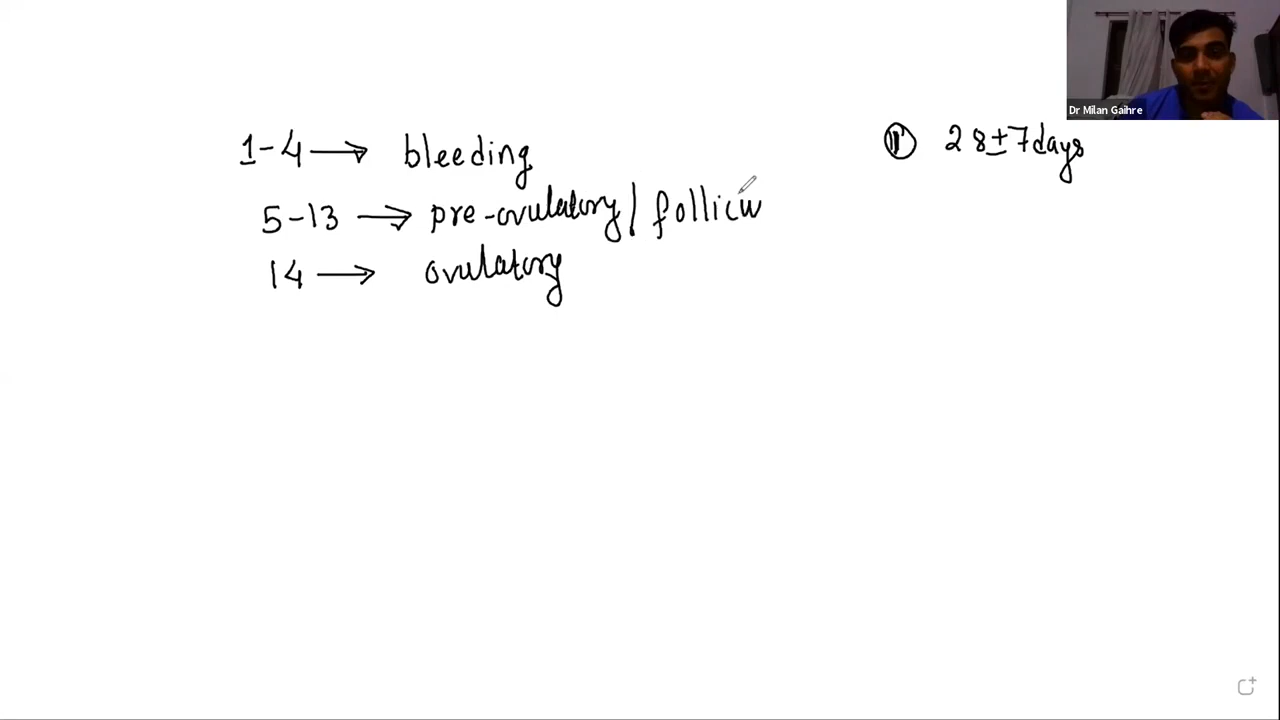 Dr Milan Gaihre
28±7days
1-4→ bleeding
5-13 → pre-ovulatory/follicu
14 → ovulatory